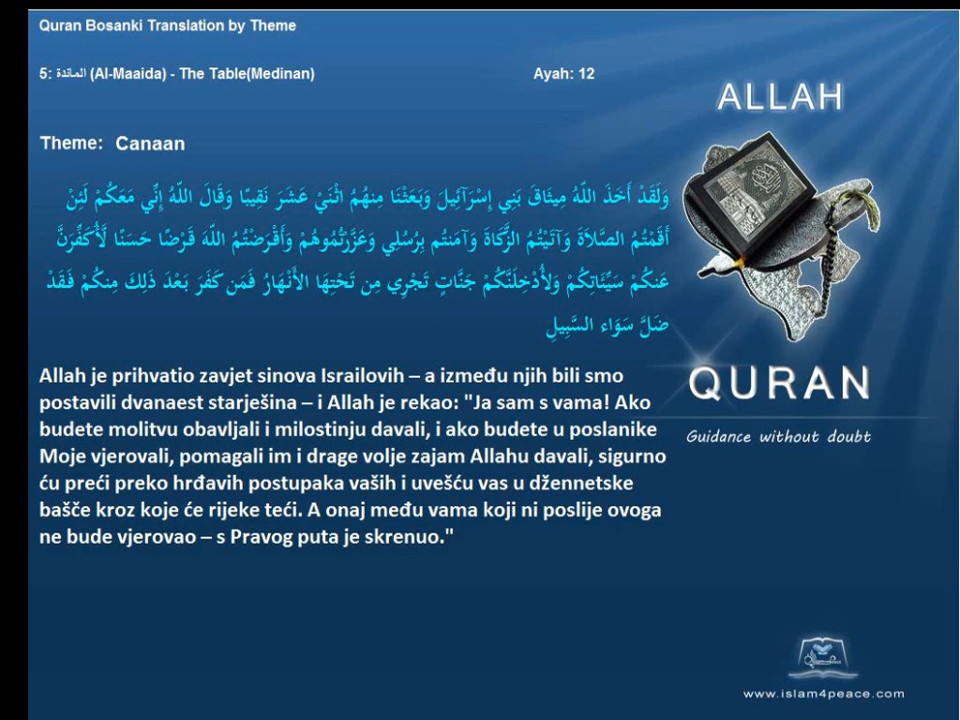 Quran Bosanki Translation by Theme
5: المائدة (Al-Maaida) - The Table(Medinan) Ayah: 12
Theme: Canaan
وَلَقَدْ أَخَذَ اللّهُ مِيثَاقَ بَنِي إِسْرَآئِيلَ وَبَعَثْنَا مِنهُمُ اثْنَيْ عَشَرَ نَقِيبًا وَقَالَ اللّهُ إِنِّي مَعَكُمْ لَئِنْ
أَقَمْتُمُ الصَّلاَةَ وَآتَيْتُمُ الزَّكَاةَ وَآمَنتُم بِرُسُلِي وَعَزَّرْتُمُوهُمْ وَأَقْرَضْتُمُ اللّهَ قَرْضًا حَسَنًا لَّأُكَفِّرَنَّ
عَنكُمْ سَيِّئَاتِكُمْ وَلأُدْخِلَنَّكُمْ جَنَّاتٍ تَجْرِي مِن تَحْتِهَا الأَنْهَارُ فَمَن كَفَرَ بَعْدَ ذَلِكَ مِنكُمْ فَقَدْ
ضَلَّ سَوَاء السَّبِيلِ
Allah je prihvatio zavjet sinova Israilovih – a između njih bili smo
postavili dvanaest starješina – i Allah je rekao: "Ja sam s vama! Ako
budete molitvu obavljali i milostinju davali, i ako budete u poslanike
Moje vjerovali, pomagali im i drage volje zajam Allahu davali, sigurno
ću preći preko hrđavih postupaka vaših i uvešću vas u džennetske
bašče kroz koje će rijeke teći. A onaj među vama koji ni poslije ovoga
ne bude vjerovao – s Pravog puta je skrenuo."
ALLAH
QURAN
Guidance without doubt
www.islam4peace.com